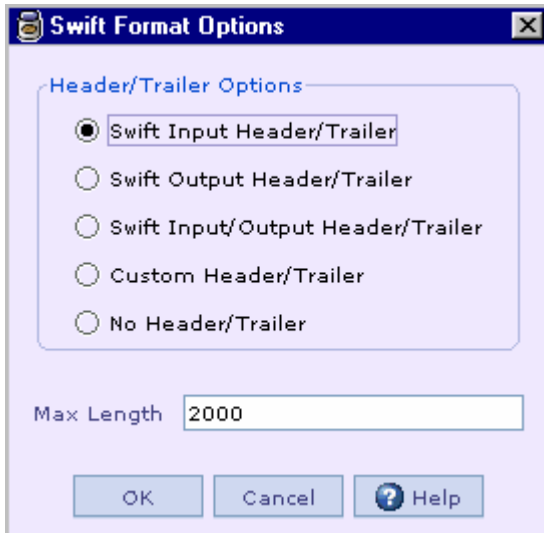 Swift Format Options
Header/Trailer Options
Swift Input Header/Trailer
Swift Output Header/Trailer
Swift Input/Output Header/Trailer
Custom Header/Trailer
No Header/Trailer
Max Length 2000
OK Cancel Help